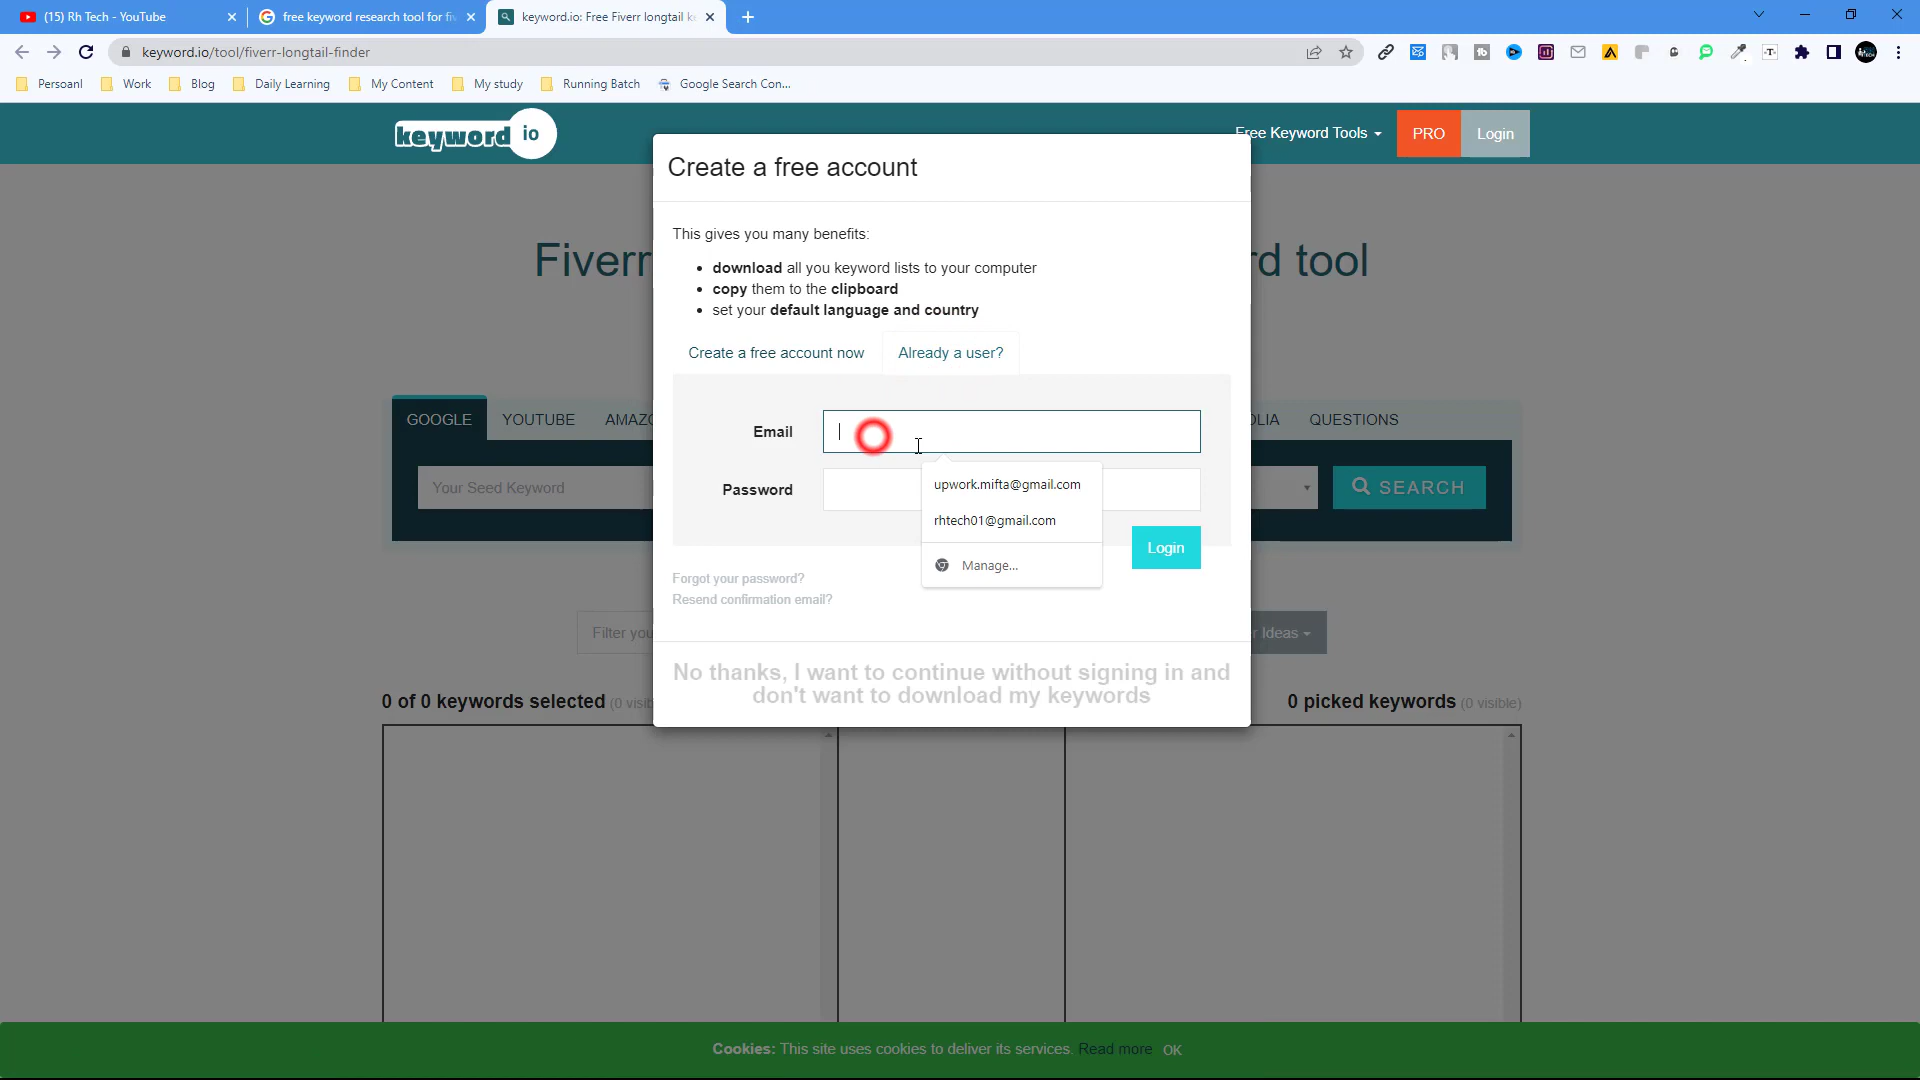 (15) Rh Tech - YouTube
free keyword research tool for fiv
keyword.io: Free Fiverr longtail ke
keyword.io/tool/fiverr-longtail-finder
Persoanl
Work
Blog
Daily Learning
My Content
My study
Running Batch
Google Search Con...
keyword io
Free Keyword Tools
PRO
Login
Create a free account
Fiverr
rd tool
This gives you many benefits:
download all you keyword lists to your computer
copy them to the clipboard
set your default language and country
Create a free account now
Already a user?
GOOGLE
YOUTUBE
AMAZO
DLIA
QUESTIONS
Email
Your Seed Keyword
SEARCH
upwork.mifta@gmail.com
Password
rhtech01@gmail.com
Login
Manage...
Forgot your password?
Resend confirmation email?
Filter you
r Ideas
No thanks, I want to continue without signing in and
don't want to download my keywords
0 of 0 keywords selected (0 visib
0 picked keywords (0 visible)
Cookies: This site uses cookies to deliver its services. Read more OK